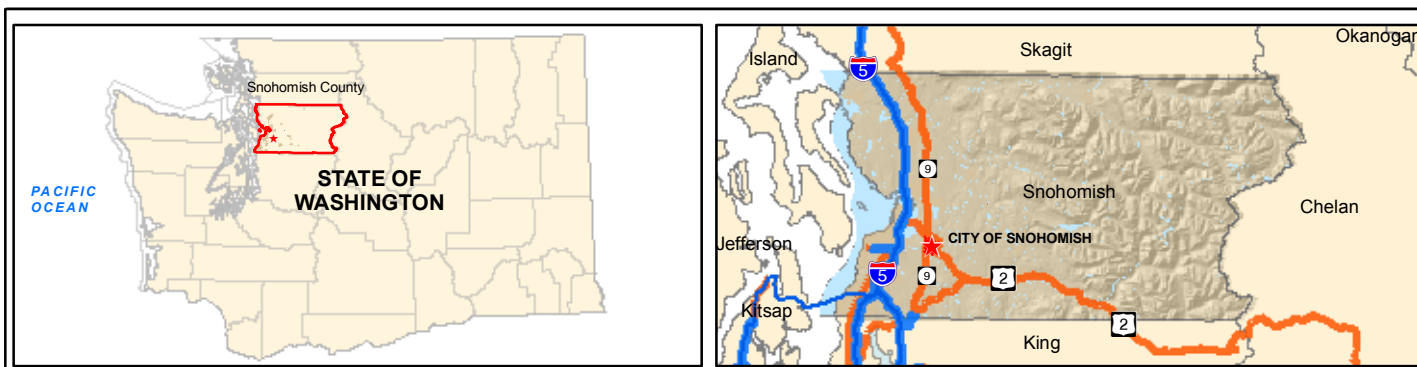 Snohomish County
STATE OF
WASHINGTON
PACIFIC
OCEAN
Skagit
Okanogan
Island
5
9
Snohomish
Chelan
CITY OF SNOHOMISH
Jefferson
5
9
2
Kitsap
2
King